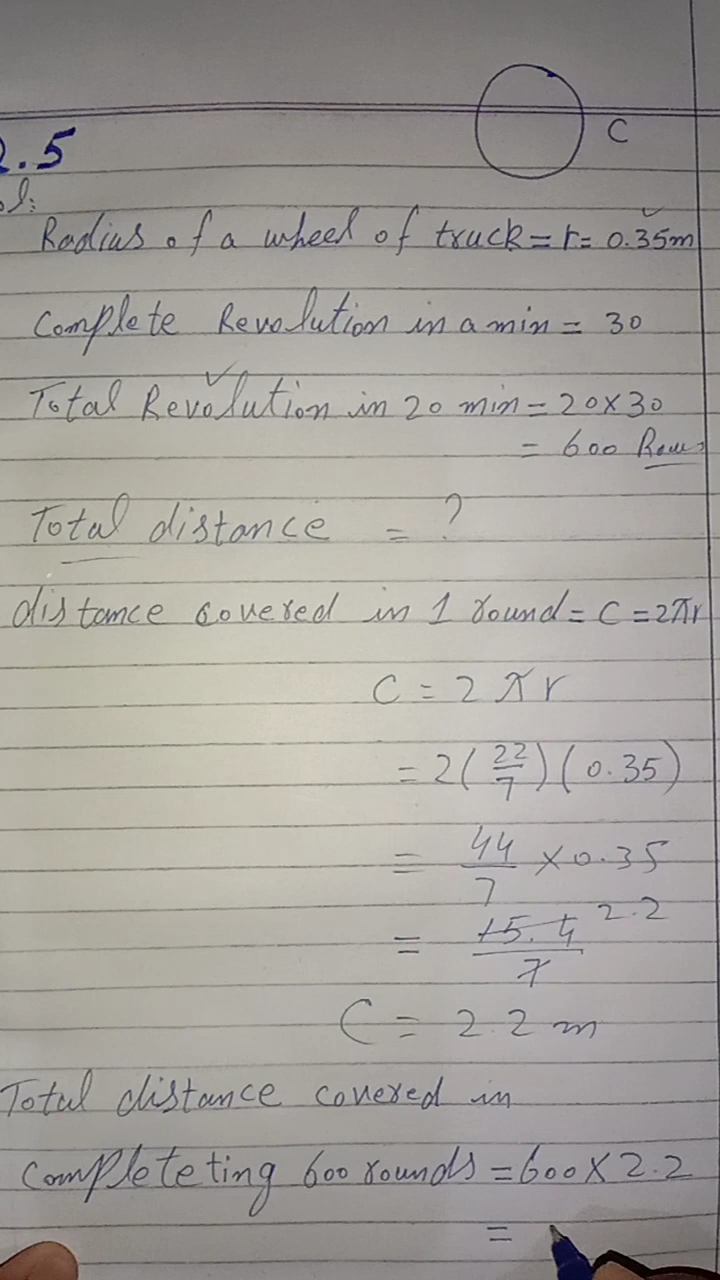 C
2.5
ol:
Radius of a wheel of truck = r = 0.35m
Complete Revolution in a min = 30
Total Revolution in 20 min = 20 × 30
= 600
Total distance = ?
distance covered in 1 round = C = 2πr
C = 2πr
= 2(22/7)(0.35)
= 44/7 × 0.35
= 15.4/7 2.2
C = 2.2 m
Total distance covered in
Completeting 600 rounds = 600 × 2.2
=